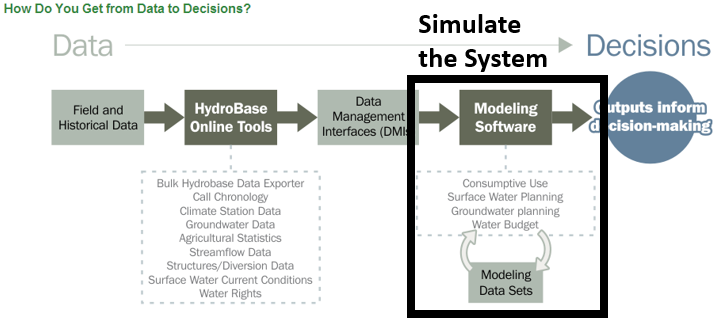 How Do You Get from Data to Decisions?
Simulate
the System
Data
Decisions
Field and
Historical Data
HydroBase
Online Tools
Data
Management
Interfaces (DMIs
Modeling
Software
Outputs inform
decision-making
Bulk Hydrobase Data Exporter
Call Chronology
Climate Station Data
Groundwater Data
Agricultural Statistics
Streamflow Data
Structures/Diversion Data
Surface Water Current Conditions
Water Rights
Consumptive Use
Surface Water Planning
Groundwater planning
Water Budget
Modeling
Data Sets